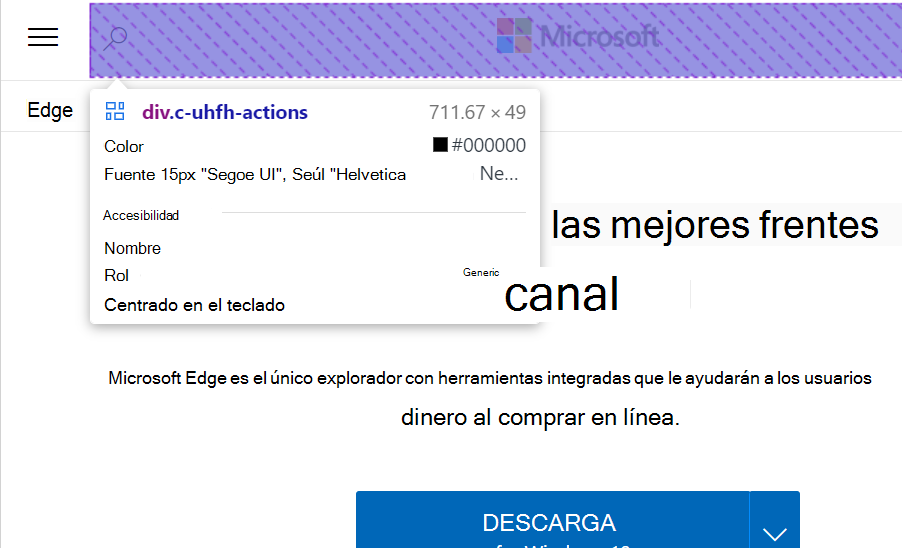 Microsoft
Edge
div.c-uhfh-actions 711.67 × 49
Color #000000
Fuente 15px "Segoe UI", Seúl "Helvetica Ne...
Accesibilidad
las mejores frentes
Nombre
Rol Generic
canal
Centrado en el teclado
Microsoft Edge es el único explorador con herramientas integradas que le ayudarán a los usuarios
dinero al comprar en línea.
DESCARGA